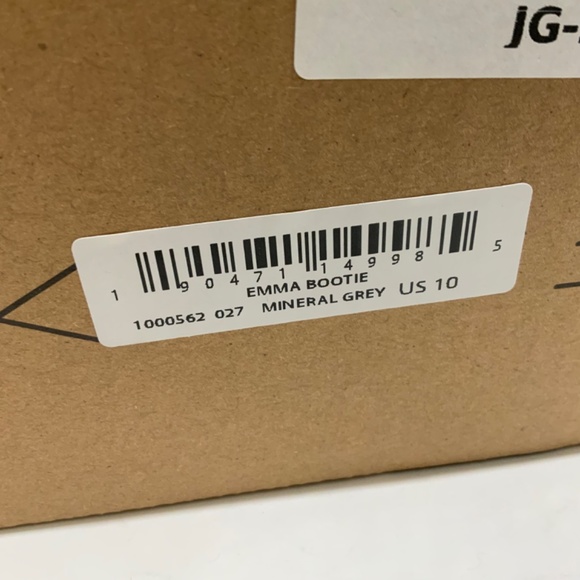 JG-
1 90471 14998 5
EMMA BOOTIE
1000562 027 MINERAL GREY US 10